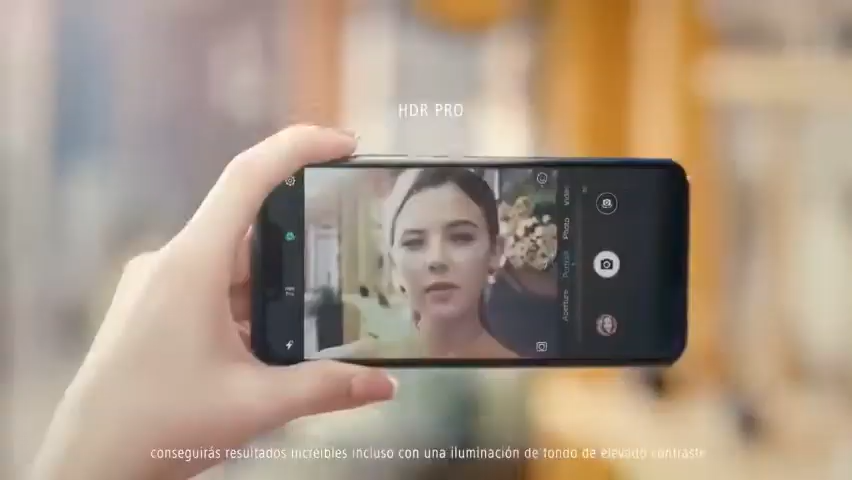 HDR PRO
Video
Photo
Portrait
Aperture
conseguirás resultados increíbles incluso con una iluminación de fondo de elevado contraste